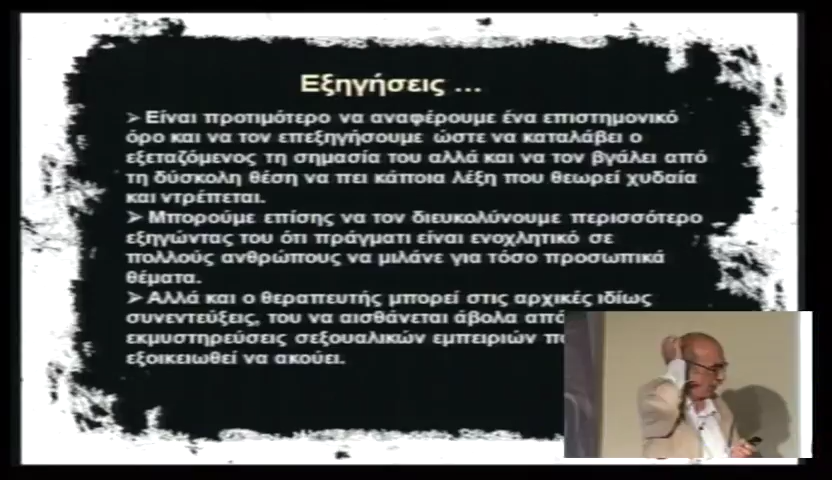 Εξηγήσεις ...
➢ Είναι προτιμότερο να αναφέρουμε ένα επιστημονικό
όρο και να τον επεξηγήσουμε ώστε να καταλάβει ο
εξεταζόμενος τη σημασία του αλλά και να τον βγάλει από
τη δύσκολη θέση να πει κάποια λέξη που θεωρεί χυδαία
και ντρέπεται.
➢ Μπορούμε επίσης να τον διευκολύνουμε περισσότερο
εξηγώντας του ότι πράγματι είναι ενοχλητικό σε
πολλούς ανθρώπους να μιλάνε για τόσο προσωπικά
θέματα.
➢ Αλλά και ο θεραπευτής μπορεί στις αρχικές ιδίως
συνεντεύξεις, του να αισθάνεται άβολα από
εκμυστηρεύσεις σεξουαλικών εμπειριών
εξοικειωθεί να ακούει.